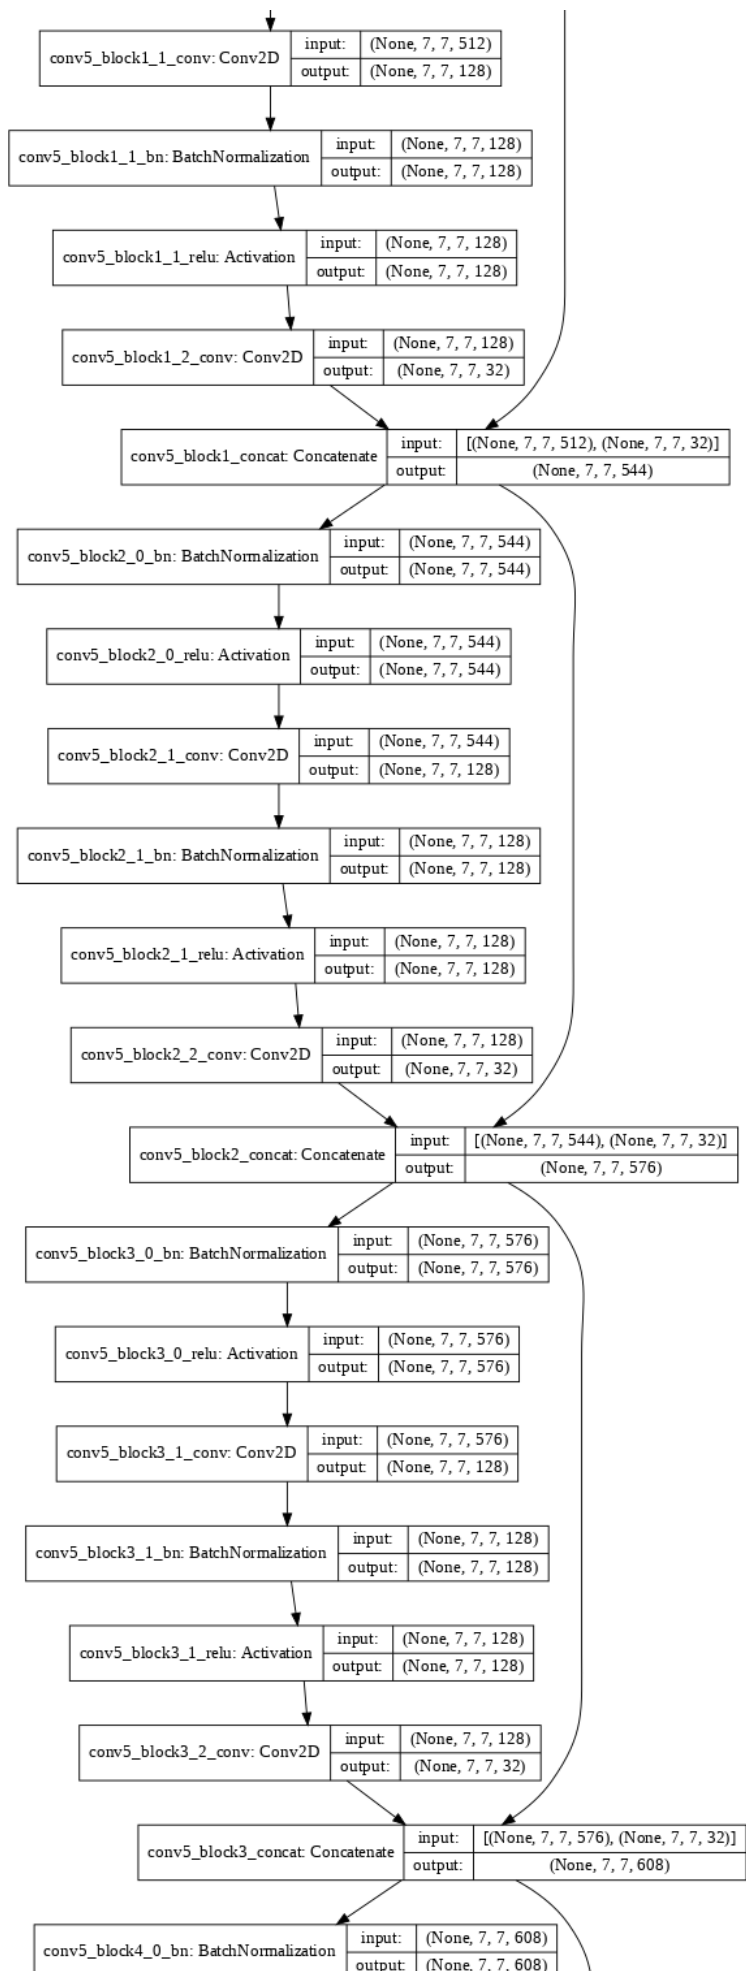 conv5_block1_1_conv: Conv2D input: (None, 7, 7, 512)
output: (None, 7, 7, 128)
conv5_block1_1_bn: BatchNormalization input: (None, 7, 7, 128)
output: (None, 7, 7, 128)
conv5_block1_1_relu: Activation input: (None, 7, 7, 128)
output: (None, 7, 7, 128)
conv5_block1_2_conv: Conv2D input: (None, 7, 7, 128)
output: (None, 7, 7, 32)
conv5_block1_concat: Concatenate input: [(None, 7, 7, 512), (None, 7, 7, 32)]
output: (None, 7, 7, 544)
conv5_block2_0_bn: BatchNormalization input: (None, 7, 7, 544)
output: (None, 7, 7, 544)
conv5_block2_0_relu: Activation input: (None, 7, 7, 544)
output: (None, 7, 7, 544)
conv5_block2_1_conv: Conv2D input: (None, 7, 7, 544)
output: (None, 7, 7, 128)
conv5_block2_1_bn: BatchNormalization input: (None, 7, 7, 128)
output: (None, 7, 7, 128)
conv5_block2_1_relu: Activation input: (None, 7, 7, 128)
output: (None, 7, 7, 128)
conv5_block2_2_conv: Conv2D input: (None, 7, 7, 128)
output: (None, 7, 7, 32)
conv5_block2_concat: Concatenate input: [(None, 7, 7, 544), (None, 7, 7, 32)]
output: (None, 7, 7, 576)
conv5_block3_0_bn: BatchNormalization input: (None, 7, 7, 576)
output: (None, 7, 7, 576)
conv5_block3_0_relu: Activation input: (None, 7, 7, 576)
output: (None, 7, 7, 576)
conv5_block3_1_conv: Conv2D input: (None, 7, 7, 576)
output: (None, 7, 7, 128)
conv5_block3_1_bn: BatchNormalization input: (None, 7, 7, 128)
output: (None, 7, 7, 128)
conv5_block3_1_relu: Activation input: (None, 7, 7, 128)
output: (None, 7, 7, 128)
conv5_block3_2_conv: Conv2D input: (None, 7, 7, 128)
output: (None, 7, 7, 32)
conv5_block3_concat: Concatenate input: [(None, 7, 7, 576), (None, 7, 7, 32)]
output: (None, 7, 7, 608)
conv5_block4_0_bn: BatchNormalization input: (None, 7, 7, 608)
output: (None, 7, 7, 608)